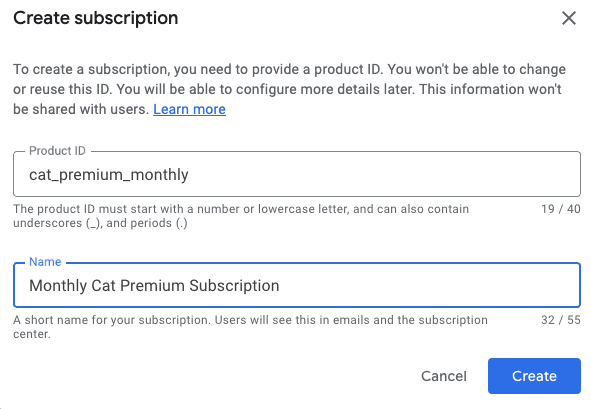 Create subscription
To create a subscription, you need to provide a product ID. You won't be able to change
or reuse this ID. You will be able to configure more details later. This information won't
be shared with users. Learn more
Product ID
cat_premium_monthly
The product ID must start with a number or lowercase letter, and can also contain
underscores (_), and periods (.)
19 / 40
Name
Monthly Cat Premium Subscription
A short name for your subscription. Users will see this in emails and the subscription
center.
32 / 55
Cancel
Create